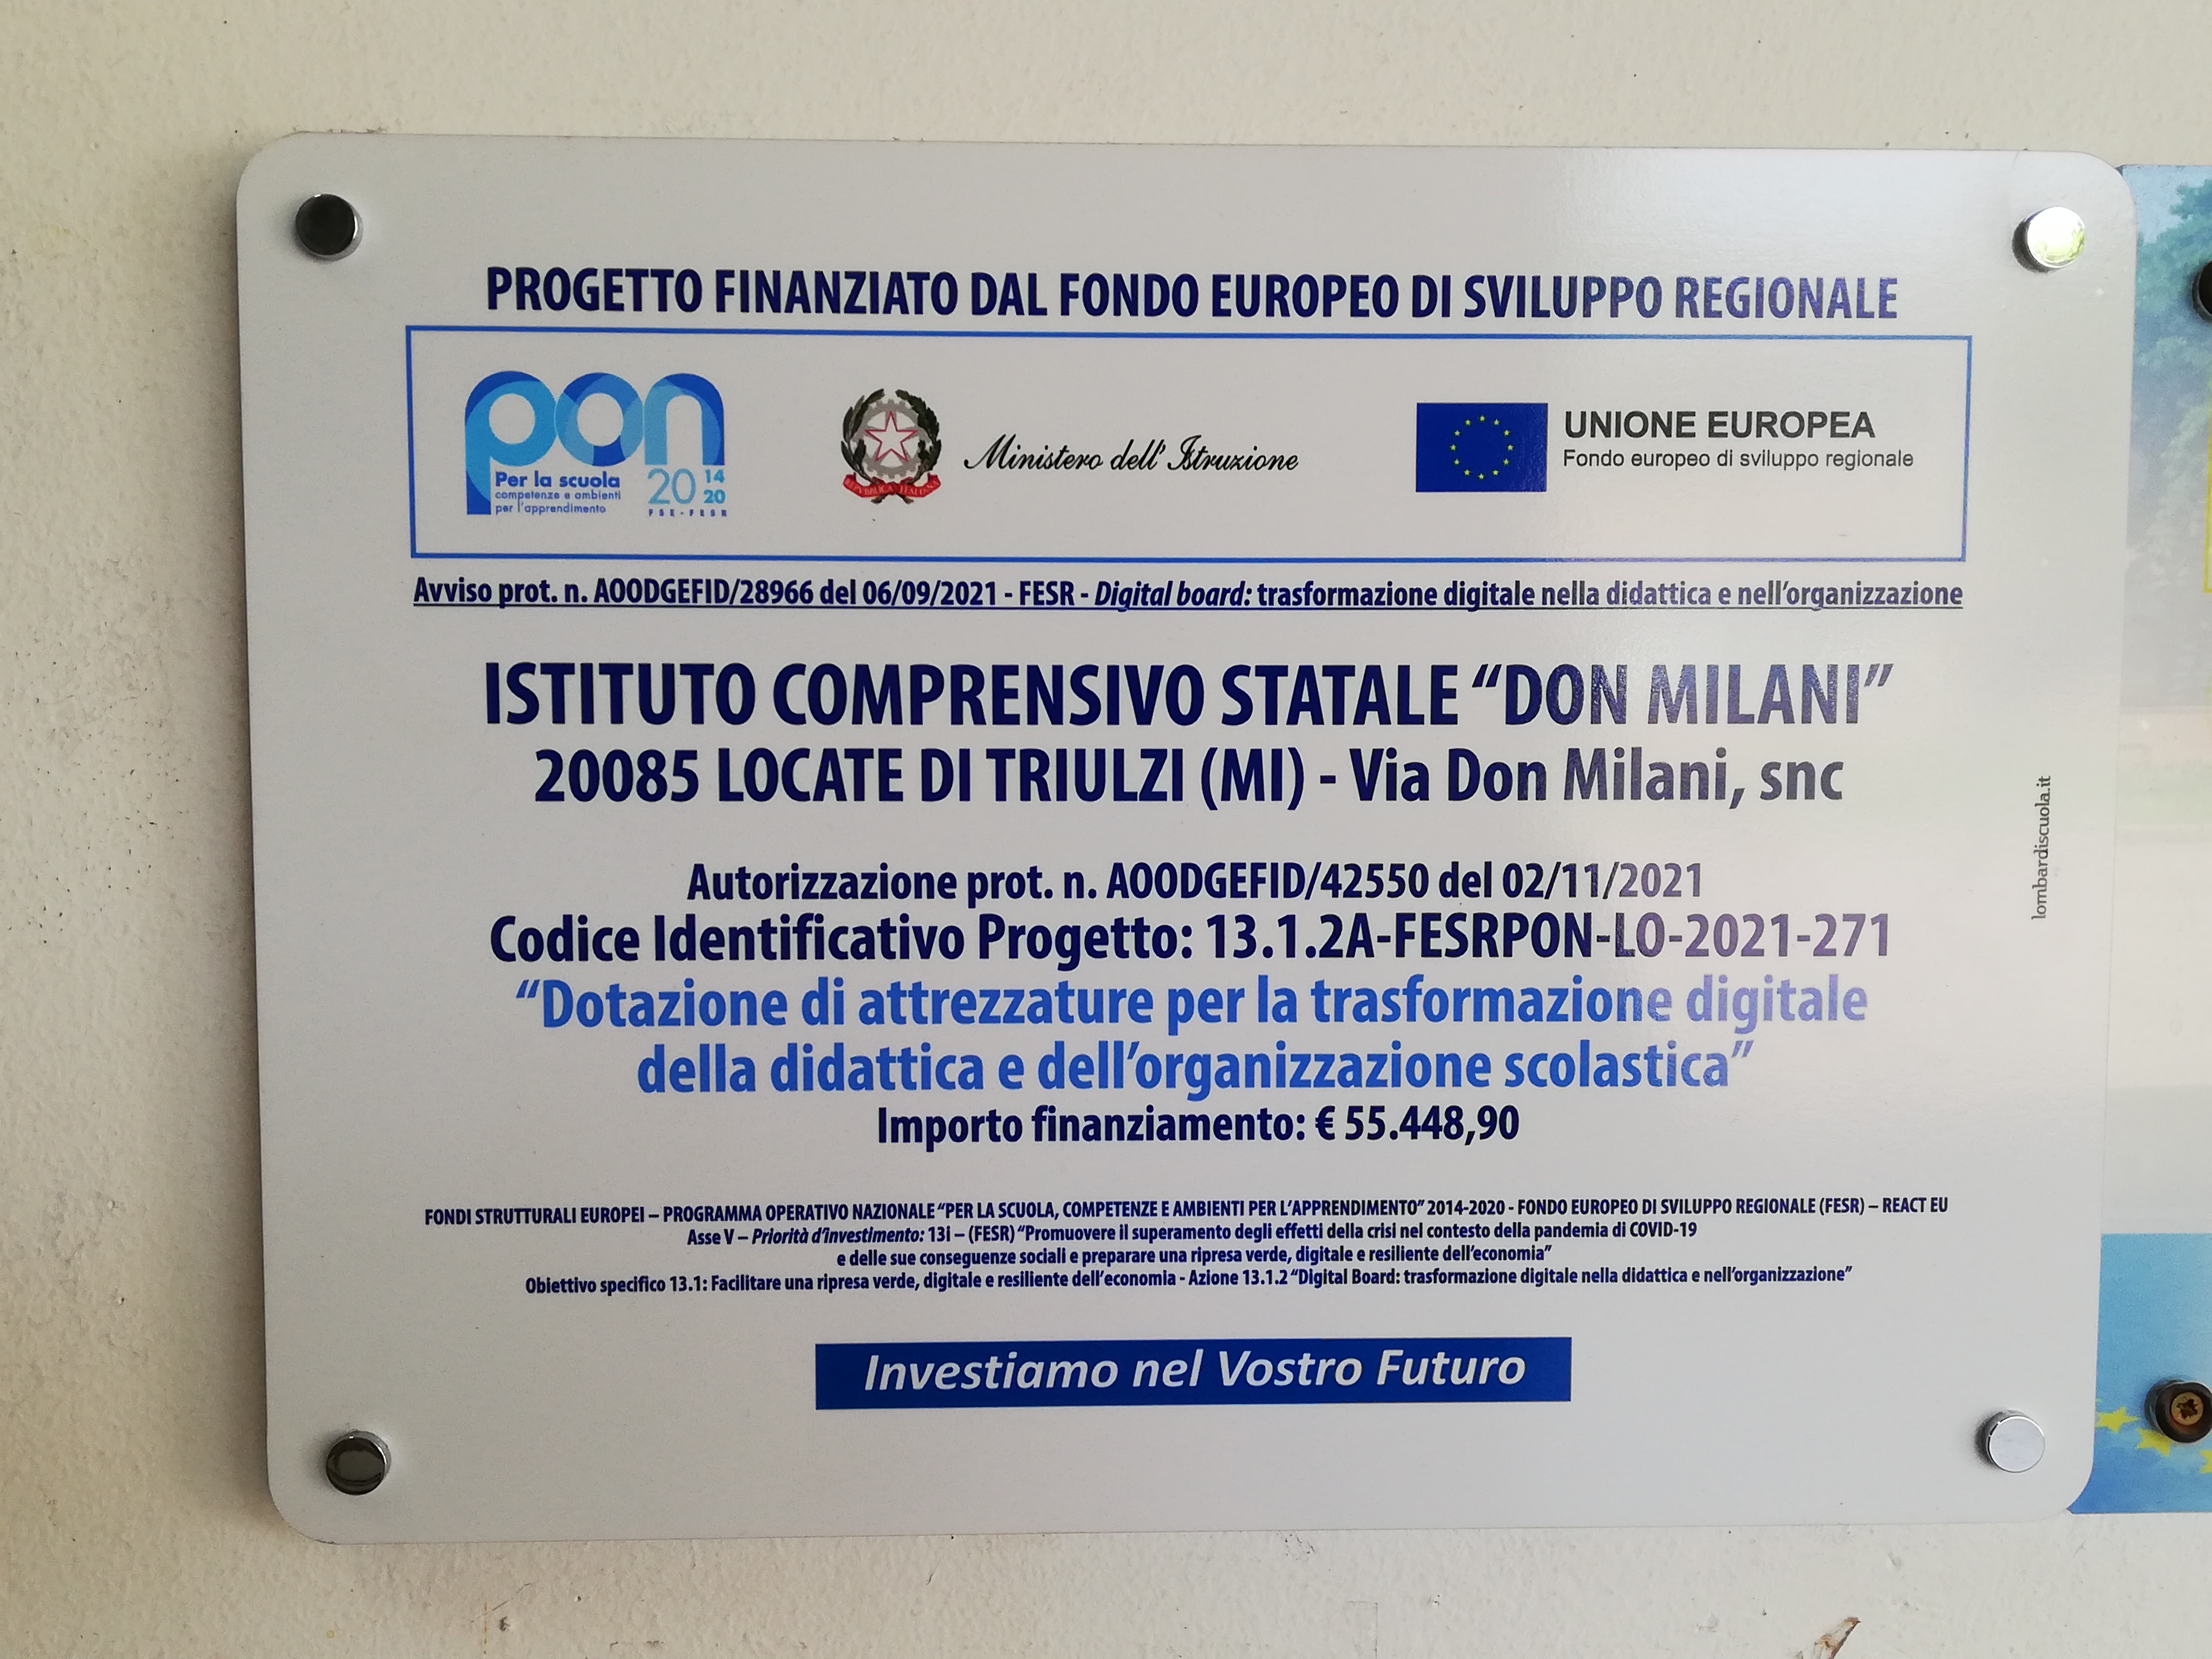 PROGETTO FINANZIATO DAL FONDO EUROPEO DI SVILUPPO REGIONALE
pon
Per la scuola
competenze e ambienti
per l'apprendimento
20 14
20
FSE-FESR
REPVBBLICA ITALIANA
Ministero dell'Istruzione
UNIONE EUROPEA
Fondo europeo di sviluppo regionale
Avviso prot. n. AOODGEFID/28966 del 06/09/2021 - FESR - Digital board: trasformazione digitale nella didattica e nell'organizzazione
ISTITUTO COMPRENSIVO STATALE “DON MILANI”
20085 LOCATE DI TRIULZI (MI) - Via Don Milani, snc
Autorizzazione prot. n. AOODGEFID/42550 del 02/11/2021
Codice Identificativo Progetto: 13.1.2A-FESRPON-LO-2021-271
“Dotazione di attrezzature per la trasformazione digitale
della didattica e dell'organizzazione scolastica”
Importo finanziamento: € 55.448,90
FONDI STRUTTURALI EUROPEI – PROGRAMMA OPERATIVO NAZIONALE “PER LA SCUOLA, COMPETENZE E AMBIENTI PER L'APPRENDIMENTO” 2014-2020 - FONDO EUROPEO DI SVILUPPO REGIONALE (FESR) – REACT EU
Asse V – Priorità d'investimento: 13i – (FESR) “Promuovere il superamento degli effetti della crisi nel contesto della pandemia di COVID-19
e delle sue conseguenze sociali e preparare una ripresa verde, digitale e resiliente dell'economia”
Obiettivo specifico 13.1: Facilitare una ripresa verde, digitale e resiliente dell'economia - Azione 13.1.2 “Digital Board: trasformazione digitale nella didattica e nell'organizzazione”
Investiamo nel Vostro Futuro
lombardiscuola.it